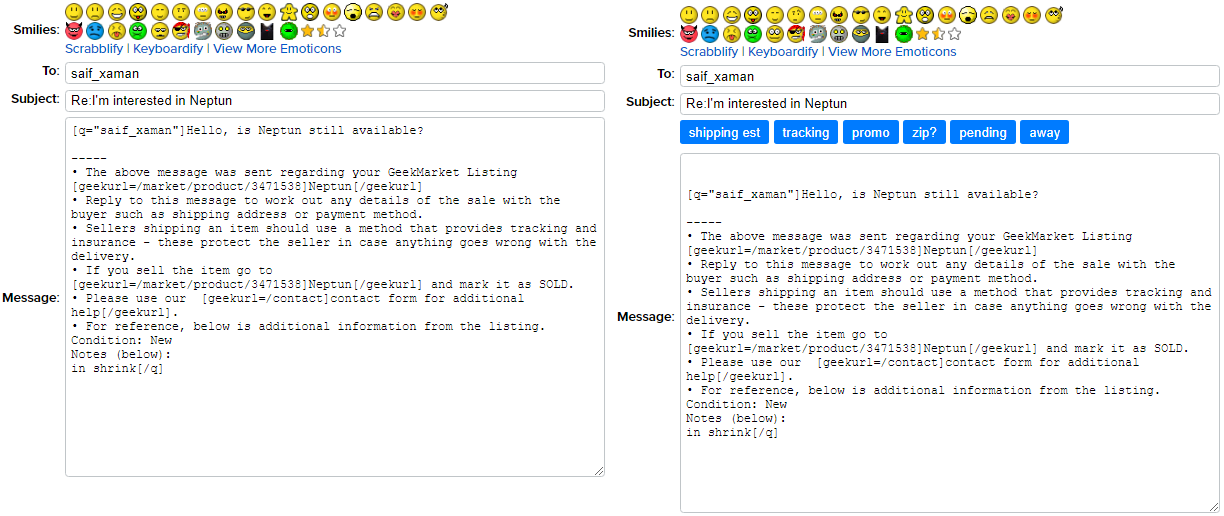 Smilies:
Scrabblify | Keyboardify | View More Emoticons
To: saif_xaman
Subject: Re:I'm interested in Neptun
Message:
[q="saif_xaman"]Hello, is Neptun still available?
-----
• The above message was sent regarding your GeekMarket Listing
[geekurl=/market/product/3471538]Neptun[/geekurl]
• Reply to this message to work out any details of the sale with the
buyer such as shipping address or payment method.
• Sellers shipping an item should use a method that provides tracking and
insurance - these protect the seller in case anything goes wrong with the
delivery.
• If you sell the item go to
[geekurl=/market/product/3471538]Neptun[/geekurl] and mark it as SOLD.
• Please use our  [geekurl=/contact]contact form for additional
help[/geekurl].
• For reference, below is additional information from the listing.
Condition: New
Notes (below):
in shrink[/q]
Smilies:
Scrabblify | Keyboardify | View More Emoticons
To: saif_xaman
Subject: Re:I'm interested in Neptun
shipping est tracking promo zip? pending away
Message:
[q="saif_xaman"]Hello, is Neptun still available?
-----
• The above message was sent regarding your GeekMarket Listing
[geekurl=/market/product/3471538]Neptun[/geekurl]
• Reply to this message to work out any details of the sale with the
buyer such as shipping address or payment method.
• Sellers shipping an item should use a method that provides tracking and
insurance - these protect the seller in case anything goes wrong with the
delivery.
• If you sell the item go to
[geekurl=/market/product/3471538]Neptun[/geekurl] and mark it as SOLD.
• Please use our  [geekurl=/contact]contact form for additional
help[/geekurl].
• For reference, below is additional information from the listing.
Condition: New
Notes (below):
in shrink[/q]